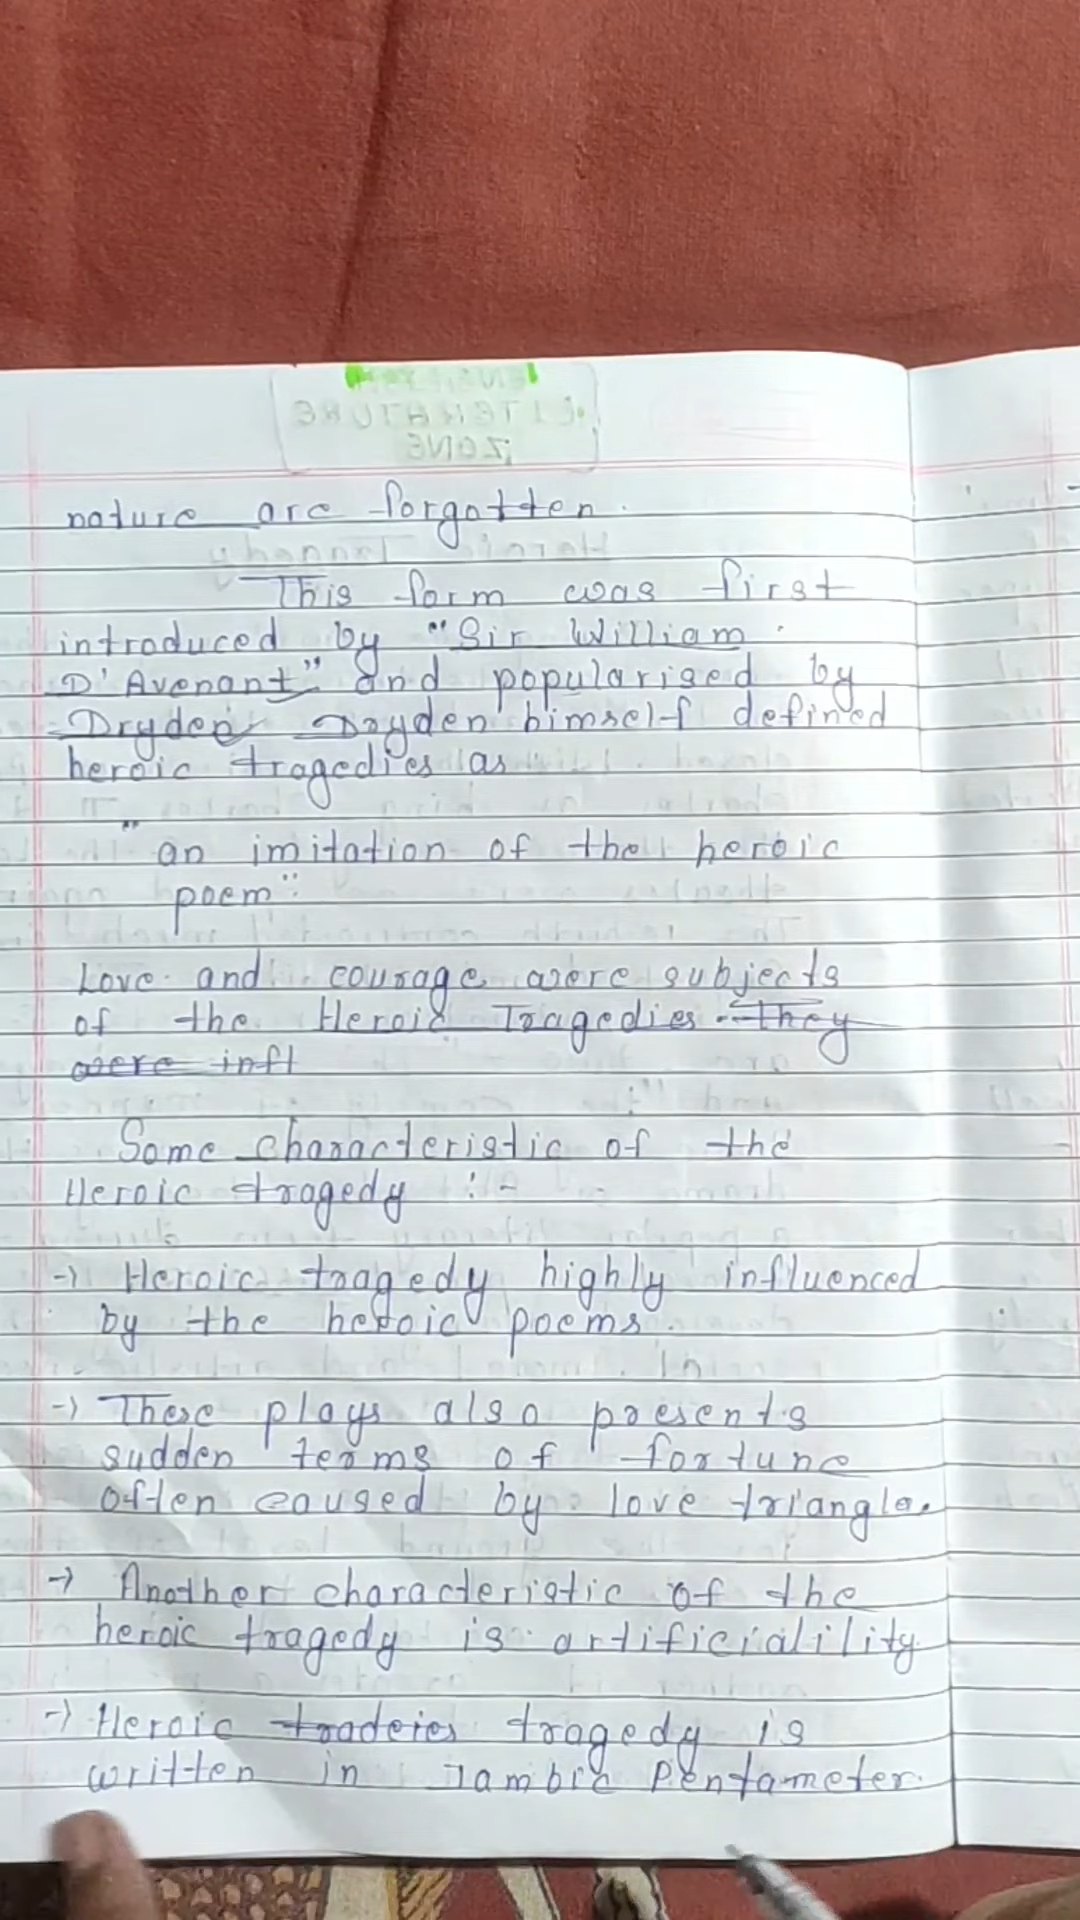 nature are forgotten.
This form was first
introduced by "Sir William
D'Avenant" and popularised by
Dryden Dryden himself defined
heroic tragedies as
"an imitation of the heroic
poem"
Love and courage were subjects
of the Heroic Tragedies. They
were infl
Some characteristic of the
Heroic tragedy :-
→ Heroic tragedy highly influenced
by the heroic poems.
→ These plays also presents
sudden terms of fortune
often caused by love triangle.
→ Another characteristic of the
heroic tragedy is artificialility
→ Heroic tradeies tragedy is
written in Iambic Pentameter.